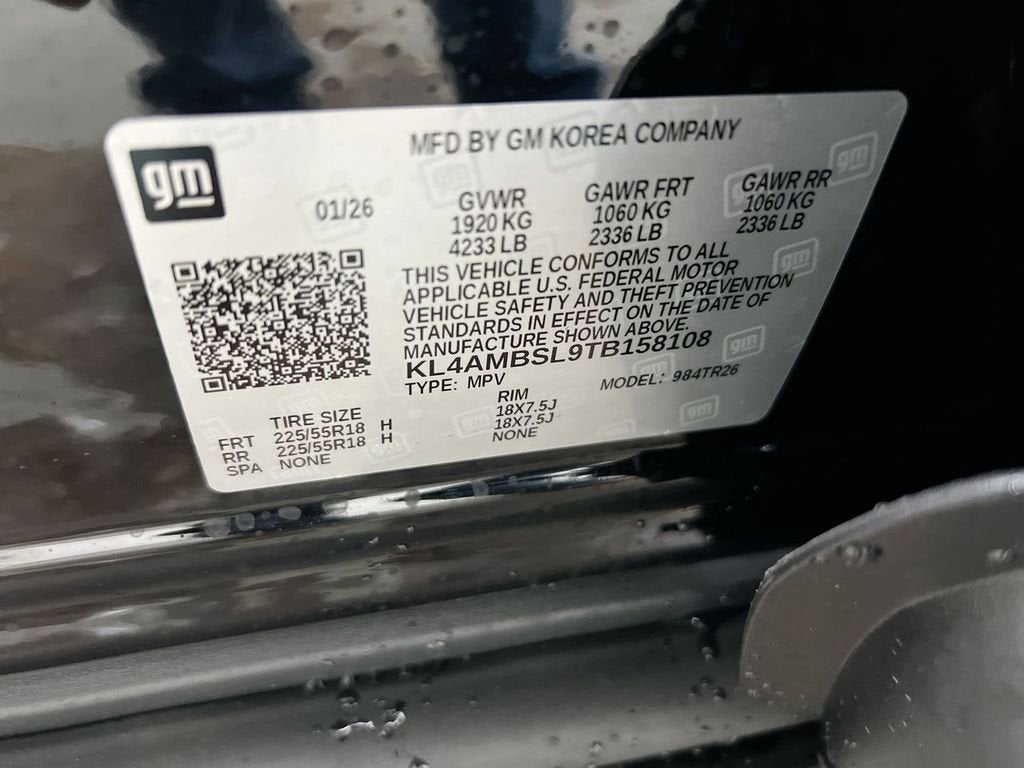 gm
MFD BY GM KOREA COMPANY
01/26
GVWR
1920 KG
4233 LB
GAWR FRT
1060 KG
2336 LB
GAWR RR
1060 KG
2336 LB
THIS VEHICLE CONFORMS TO ALL
APPLICABLE U.S. FEDERAL MOTOR
VEHICLE SAFETY AND THEFT PREVENTION
STANDARDS IN EFFECT ON THE DATE OF
MANUFACTURE SHOWN ABOVE.
KL4AMBSL9TB158108
TYPE: MPV
MODEL: 984TR26
TIRE SIZE RIM
FRT 225/55R18 H 18X7.5J
RR 225/55R18 H 18X7.5J
SPA NONE NONE